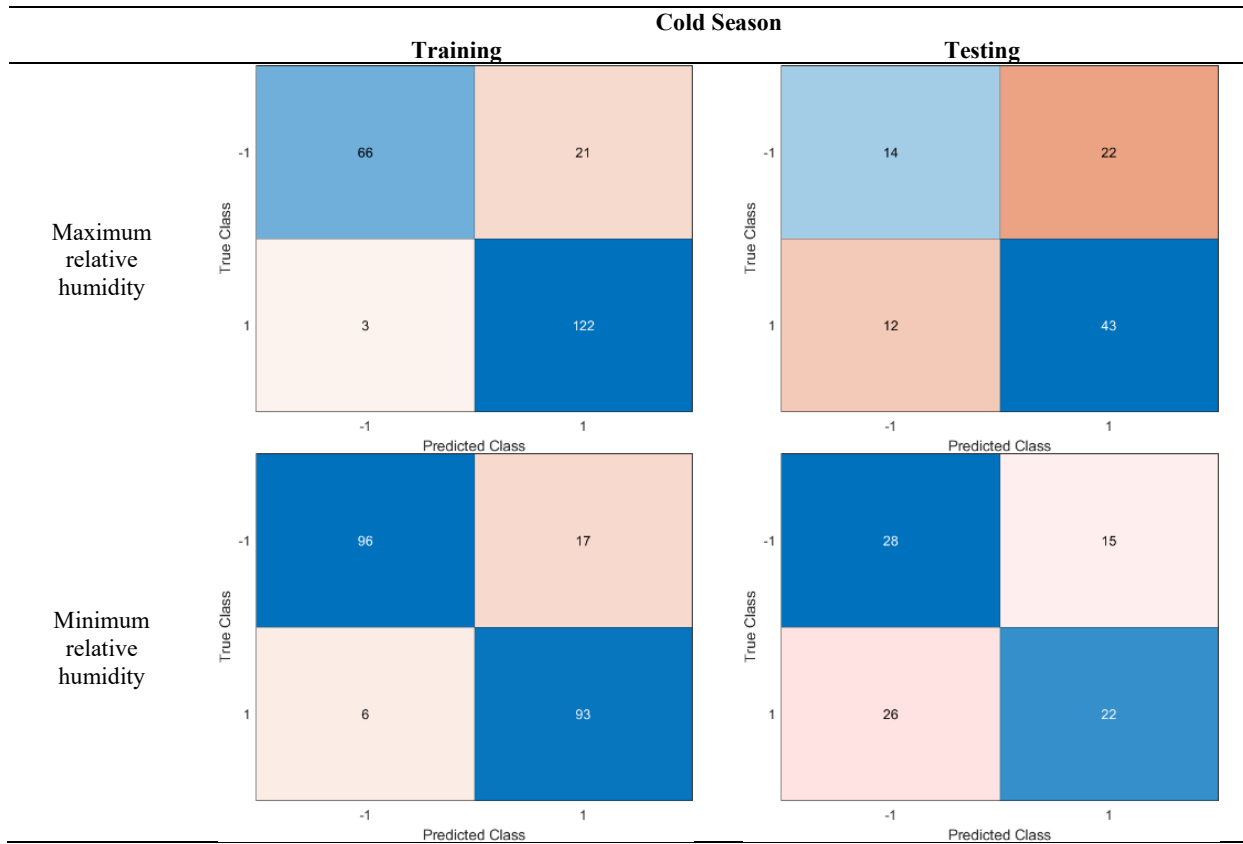 Cold Season
Training Testing
Maximum
relative
humidity
True Class
-1 66 21
1 3 122
-1 1
Predicted Class
True Class
-1 14 22
1 12 43
-1 1
Predicted Class
Minimum
relative
humidity
True Class
-1 96 17
1 6 93
-1 1
Predicted Class
True Class
-1 28 15
1 26 22
-1 1
Predicted Class